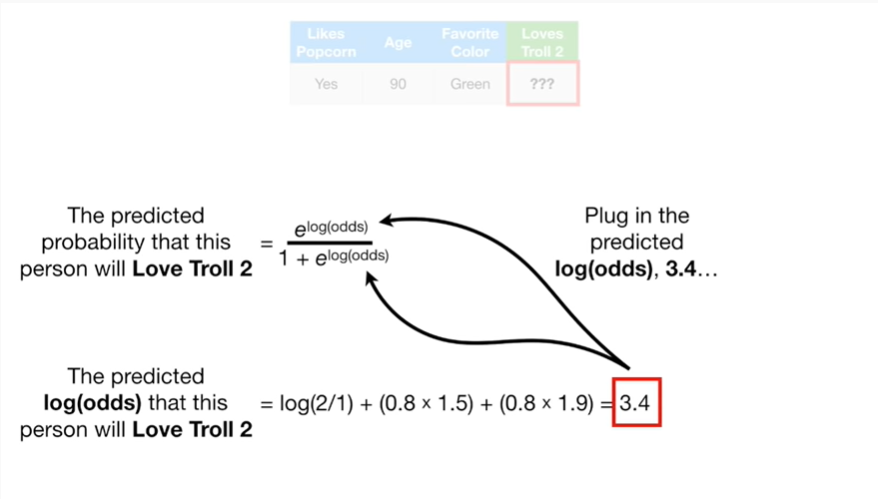 Likes Popcorn Age Favorite Color Loves Troll 2
Yes 90 Green ???
The predicted
probability that this
person will Love Troll 2
= e^log(odds) / 1 + e^log(odds)
Plug in the
predicted
log(odds), 3.4...
The predicted
log(odds) that this
person will Love Troll 2
= log(2/1) + (0.8 × 1.5) + (0.8 × 1.9) = 3.4